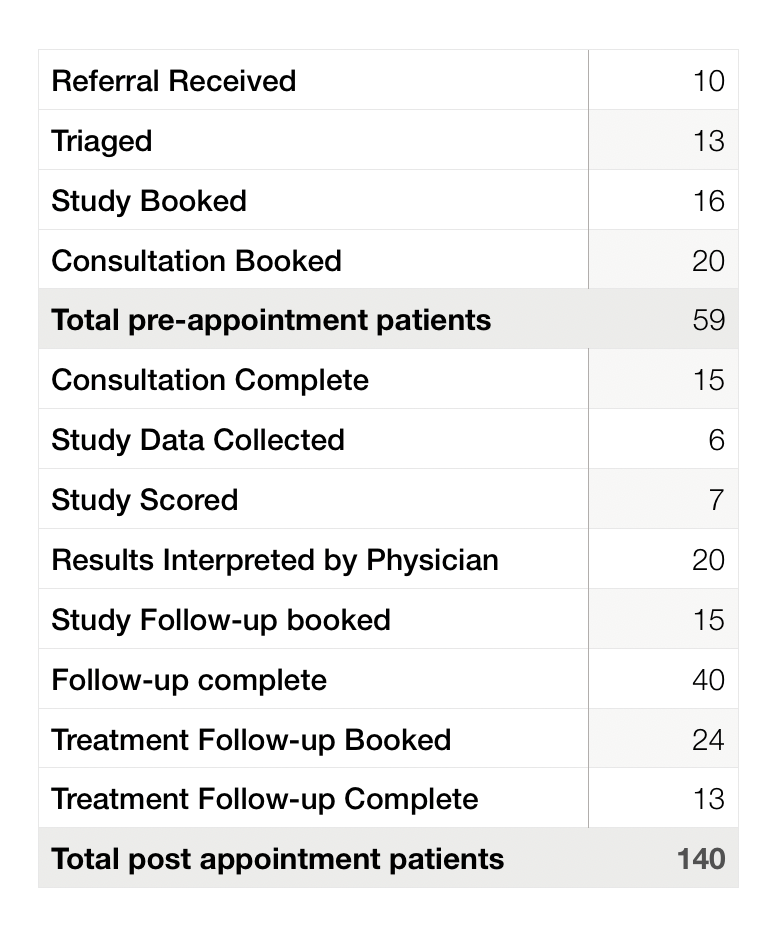 Referral Received 10
Triaged 13
Study Booked 16
Consultation Booked 20
Total pre-appointment patients 59
Consultation Complete 15
Study Data Collected 6
Study Scored 7
Results Interpreted by Physician 20
Study Follow-up booked 15
Follow-up complete 40
Treatment Follow-up Booked 24
Treatment Follow-up Complete 13
Total post appointment patients 140